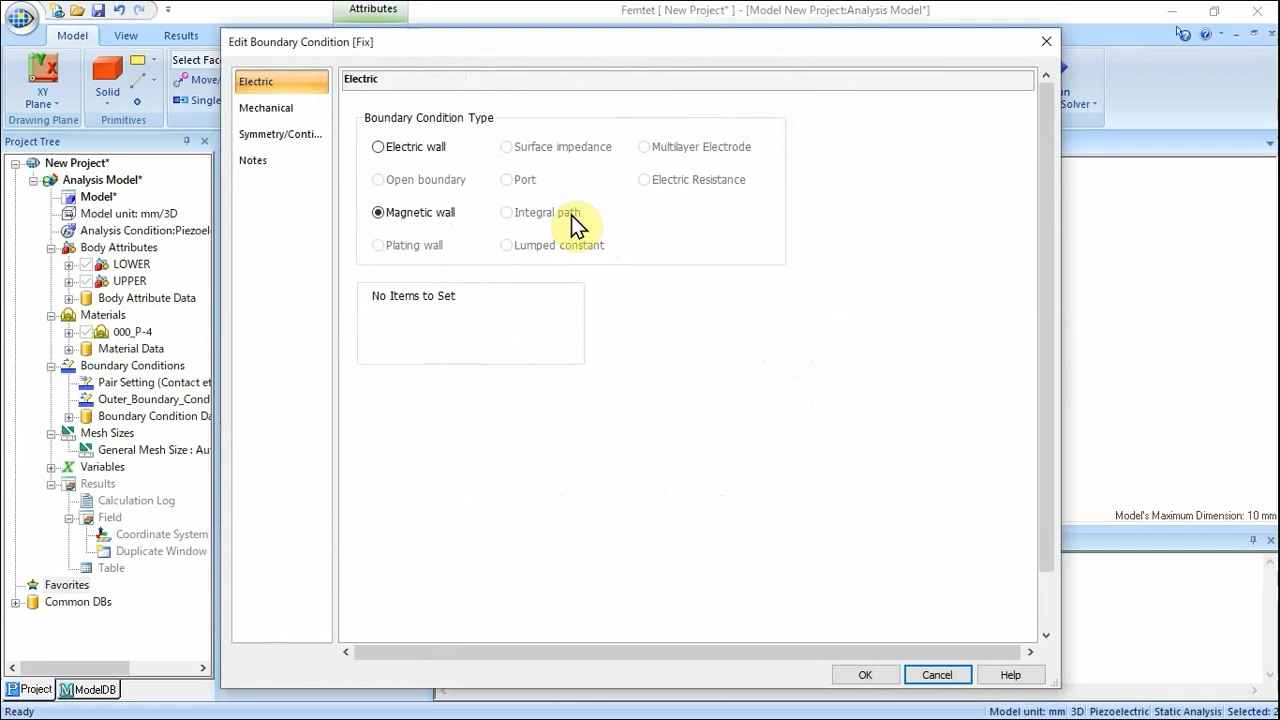 Attributes
Femtet [ New Project* ] - [Model New Project:Analysis Model*]
Model
View
Results
XY
Plane
Drawing Plane
Solid
Primitives
Select Fac
Move/
Single
Solver
Project Tree
New Project*
Analysis Model*
Model*
Model unit: mm/3D
Analysis Condition:Piezoel
Body Attributes
LOWER
UPPER
Body Attribute Data
Materials
000_P-4
Material Data
Boundary Conditions
Pair Setting (Contact et
Outer_Boundary_Cond
Boundary Condition Da
Mesh Sizes
General Mesh Size : Au
Variables
Results
Calculation Log
Field
Coordinate System
Duplicate Window
Table
Favorites
Common DBs
Project
ModelDB
Edit Boundary Condition [Fix]
Electric
Mechanical
Symmetry/Conti...
Notes
Electric
Boundary Condition Type
Electric wall
Surface impedance
Multilayer Electrode
Open boundary
Port
Electric Resistance
Magnetic wall
Integral path
Plating wall
Lumped constant
No Items to Set
OK
Cancel
Help
Model's Maximum Dimension: 10 mm
Ready
Model unit: mm
3D
Piezoelectric
Static Analysis
Selected: 2